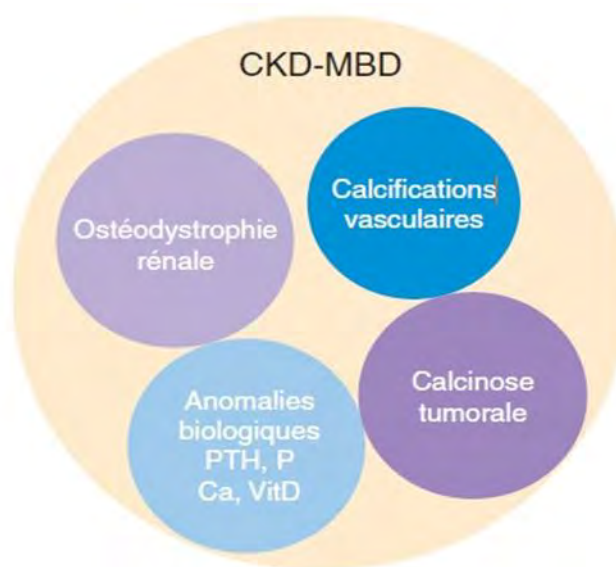 CKD-MBD
Ostéodystrophie
rénale
Calcifications
vasculaires
Anomalies
biologiques
PTH, P
Ca, VitD
Calcinose
tumorale